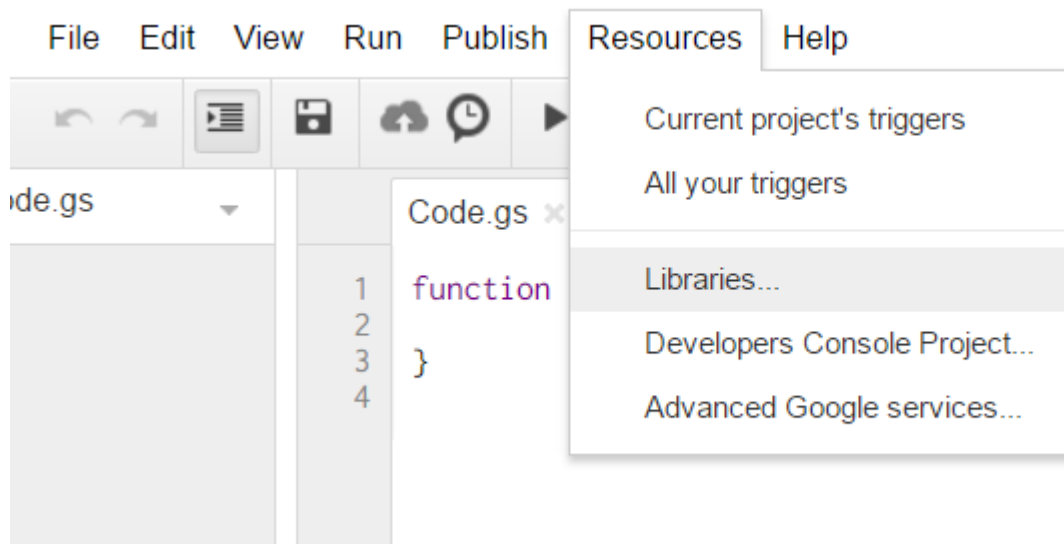 File Edit View Run Publish Resources Help
Current project's triggers
All your triggers
Libraries...
Developers Console Project...
Advanced Google services...
de.gs
Code.gs
1 function
2
3 }
4